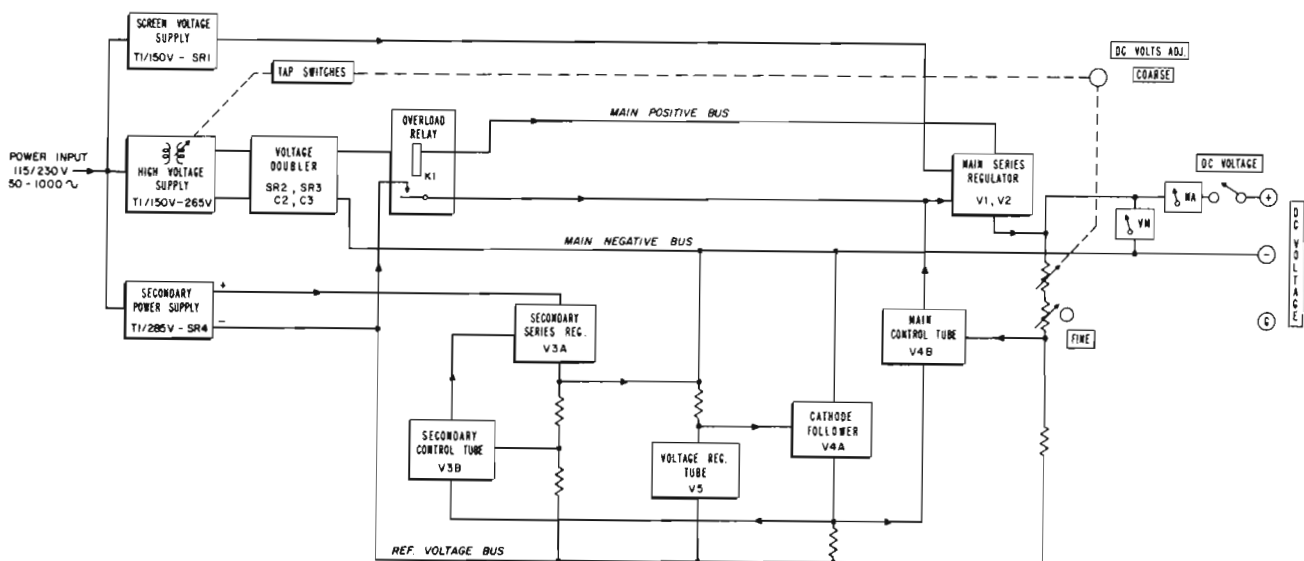 SCREEN VOLTAGE
SUPPLY
T1/150V - SR1
TAP SWITCHES
DC VOLTS ADJ.
COARSE
MAIN POSITIVE BUS
OVERLOAD
RELAY
K1
POWER INPUT
115/230 V
50-1000 ~
HIGH VOLTAGE
SUPPLY
T1/150V-265V
VOLTAGE
DOUBLER
SR2, SR3
C2, C3
MAIN SERIES
REGULATOR
V1, V2
DC VOLTAGE
MA
+
VM
MAIN NEGATIVE BUS
-
DC VOLTAGE
G
SECONDARY
POWER SUPPLY
T1/285V-SR4
+
-
SECONDARY
SERIES REG.
V3A
MAIN
CONTROL TUBE
V4B
FINE
SECONDARY
CONTROL TUBE
V3B
VOLTAGE REG.
TUBE
V5
CATHODE
FOLLOWER
V4A
REF. VOLTAGE BUS